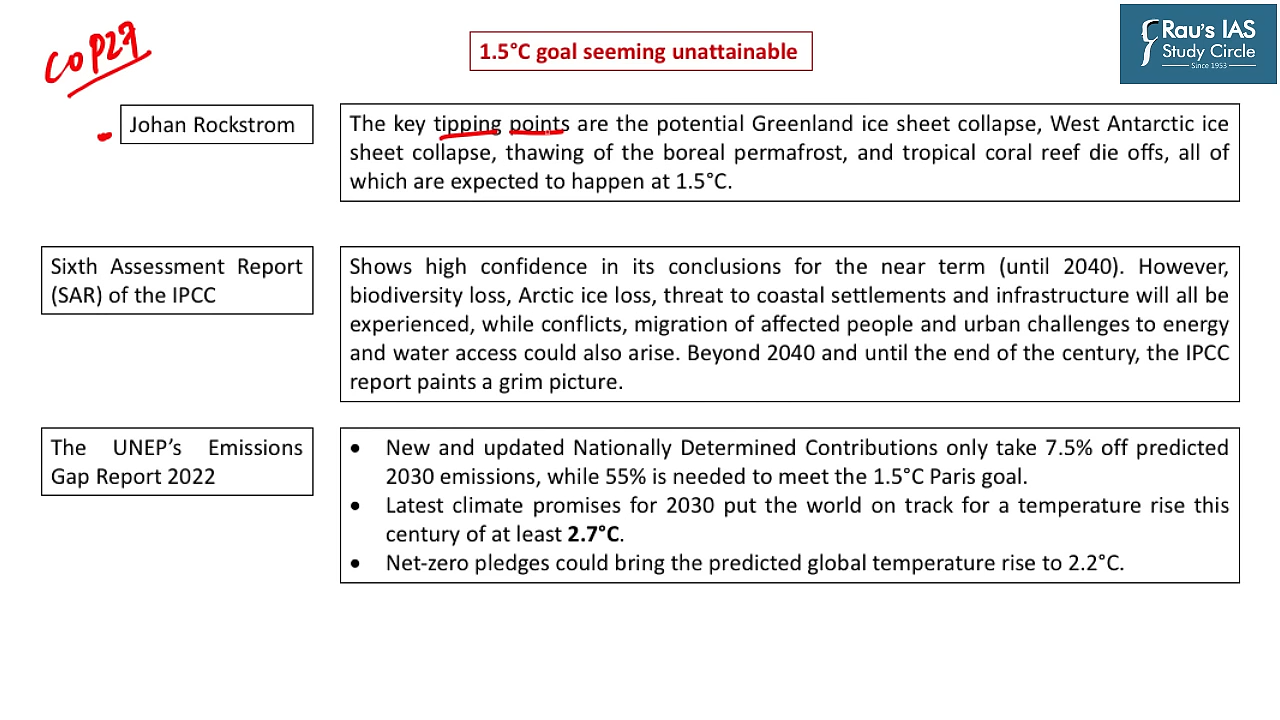 COP27
1.5°C goal seeming unattainable
Rau's IAS
Study Circle
Since 1953
Johan Rockstrom
The key tipping points are the potential Greenland ice sheet collapse, West Antarctic ice
sheet collapse, thawing of the boreal permafrost, and tropical coral reef die offs, all of
which are expected to happen at 1.5°C.
Sixth Assessment Report
(SAR) of the IPCC
Shows high confidence in its conclusions for the near term (until 2040). However,
biodiversity loss, Arctic ice loss, threat to coastal settlements and infrastructure will all be
experienced, while conflicts, migration of affected people and urban challenges to energy
and water access could also arise. Beyond 2040 and until the end of the century, the IPCC
report paints a grim picture.
The UNEP's Emissions
Gap Report 2022
• New and updated Nationally Determined Contributions only take 7.5% off predicted
2030 emissions, while 55% is needed to meet the 1.5°C Paris goal.
• Latest climate promises for 2030 put the world on track for a temperature rise this
century of at least 2.7°C.
• Net-zero pledges could bring the predicted global temperature rise to 2.2°C.